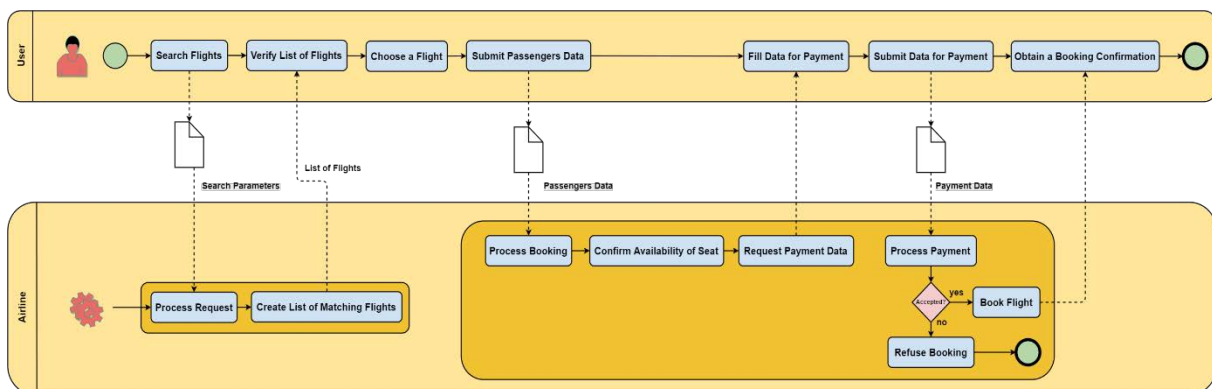 User
Search Flights
Verify List of Flights
Choose a Flight
Submit Passengers Data
Fill Data for Payment
Submit Data for Payment
Obtain a Booking Confirmation
List of Flights
Search Parameters
Passengers Data
Payment Data
Airline
Process Booking
Confirm Availability of Seat
Request Payment Data
Process Payment
Process Request
Create List of Matching Flights
Accepted?
yes
Book Flight
no
Refuse Booking